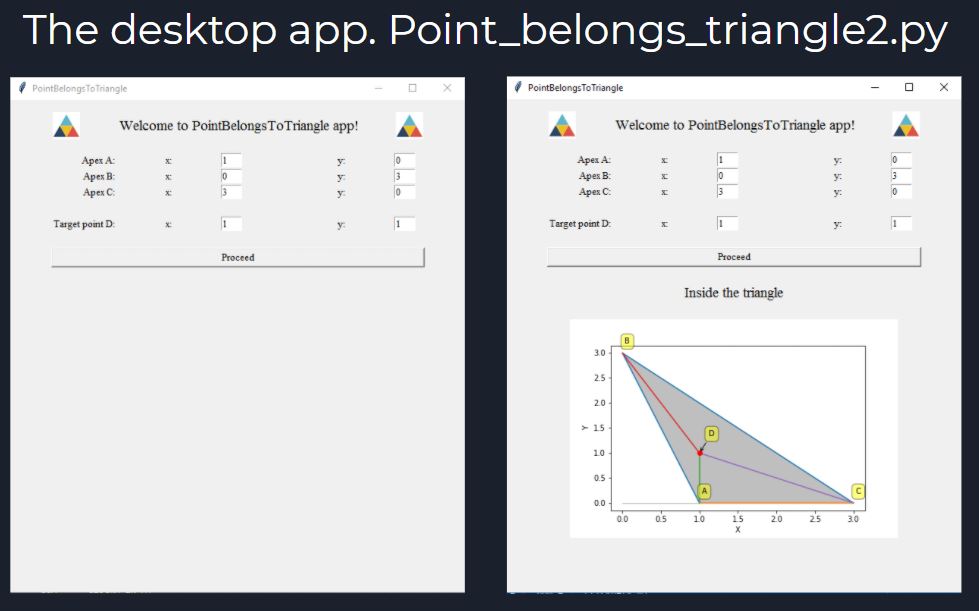 The desktop app. Point_belongs_triangle2.py
PointBelongsToTriangle
Welcome to PointBelongsToTriangle app!
Apex A: x: 1 y: 0
Apex B: x: 0 y: 3
Apex C: x: 3 y: 0
Target point D: x: 1 y: 1
Proceed
PointBelongsToTriangle
Welcome to PointBelongsToTriangle app!
Apex A: x: 1 y: 0
Apex B: x: 0 y: 3
Apex C: x: 3 y: 0
Target point D: x: 1 y: 1
Proceed
Inside the triangle
B
3.0
2.5
2.0
Y 1.5
D
1.0
0.5
A C
0.0
0.0 0.5 1.0 1.5 2.0 2.5 3.0
X